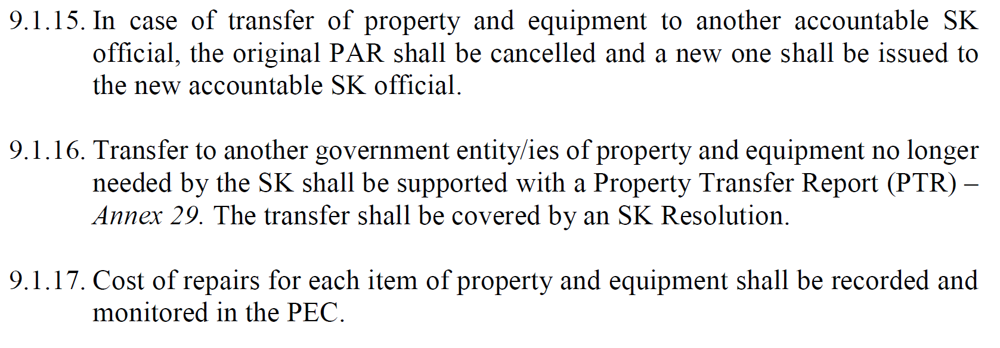 9.1.15. In case of transfer of property and equipment to another accountable SK
official, the original PAR shall be cancelled and a new one shall be issued to
the new accountable SK official.
9.1.16. Transfer to another government entity/ies of property and equipment no longer
needed by the SK shall be supported with a Property Transfer Report (PTR) –
Annex 29. The transfer shall be covered by an SK Resolution.
9.1.17. Cost of repairs for each item of property and equipment shall be recorded and
monitored in the PEC.